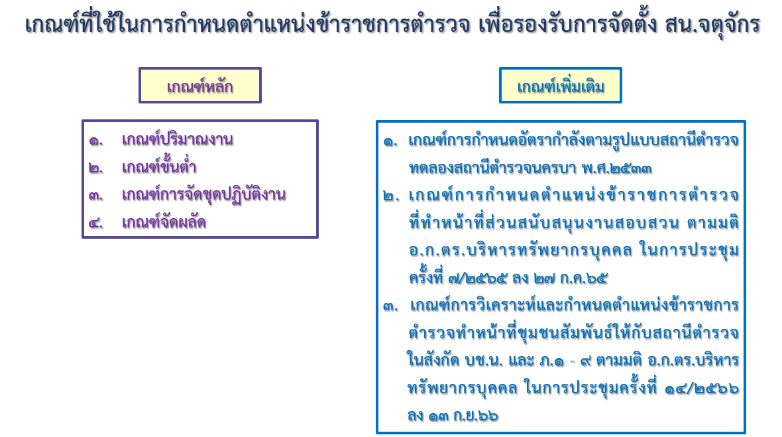 เกณฑ์ที่ใช้ในการกำหนดตำแหน่งข้าราชการตำรวจ เพื่อรองรับการจัดตั้ง สน.จตุจักร
เกณฑ์หลัก
๑. เกณฑ์ปริมาณงาน
๒. เกณฑ์ขั้นต่ำ
๓. เกณฑ์การจัดชุดปฏิบัติงาน
๔. เกณฑ์จัดผลัด
เกณฑ์เพิ่มเติม
๑. เกณฑ์การกำหนดอัตรากำลังตามรูปแบบสถานีตำรวจ
ทดลองสถานีตำรวจนครบา พ.ศ.๒๕๓๓
๒. เกณฑ์การกำหนดตำแหน่งข้าราชการตำรวจ
ที่ทำหน้าที่ส่วนสนับสนุนงานสอบสวน ตามมติ
อ.ก.ตร.บริหารทรัพยากรบุคคล ในการประชุม
ครั้งที่ ๗/๒๕๖๕ ลง ๒๗ ก.ค.๖๕
๓. เกณฑ์การวิเคราะห์และกำหนดตำแหน่งข้าราชการ
ตำรวจทำหน้าที่ชุมชนสัมพันธ์ให้กับสถานีตำรวจ
ในสังกัด บช.น. และ ภ.๑ - ๙ ตามมติ อ.ก.ตร.บริหาร
ทรัพยากรบุคคล ในการประชุมครั้งที่ ๑๔/๒๕๖๖
ลง ๑๓ ก.ย.๖๖